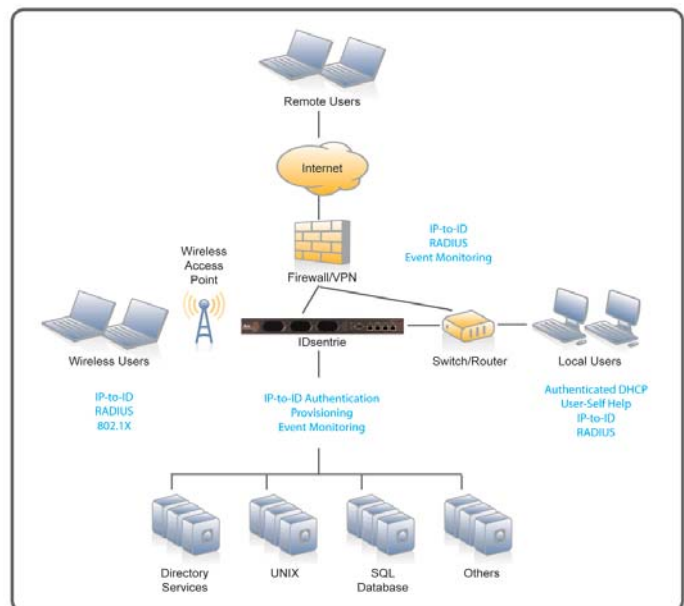 Remote Users
Internet
IP-to-ID
RADIUS
Event Monitoring
Wireless
Access
Point
Firewall/VPN
Wireless Users
IDsentrie
Switch/Router
Local Users
IP-to-ID
RADIUS
802.1X
IP-to-ID Authentication
Provisioning
Event Monitoring
Authenticated DHCP
User-Self Help
IP-to-ID
RADIUS
Directory
Services
UNIX
SQL
Database
Others